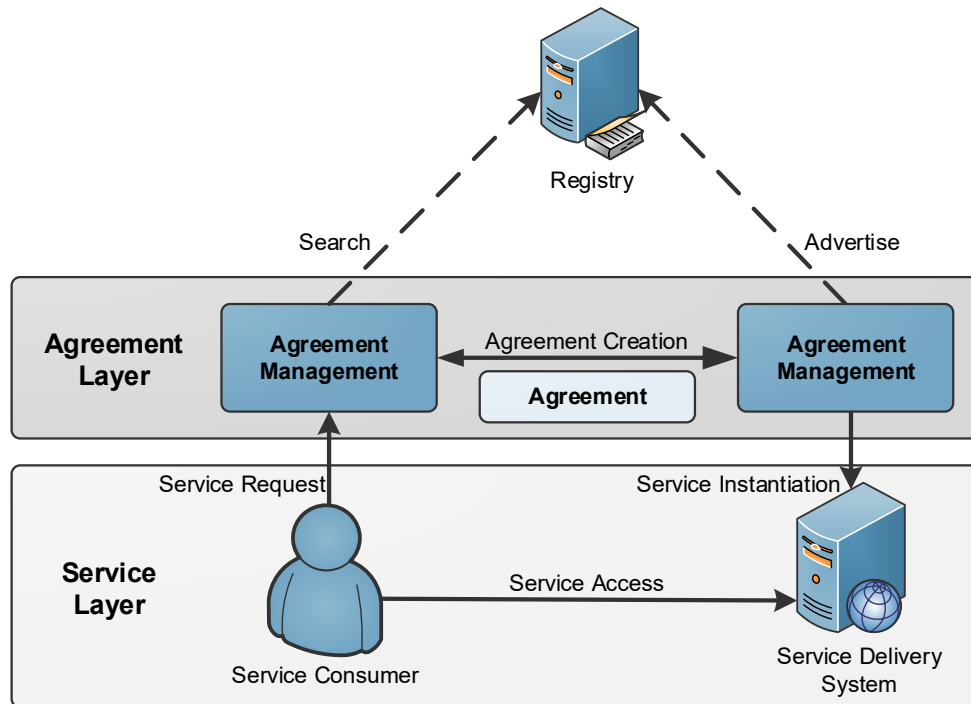 Registry
Search
Advertise
Agreement
Layer
Agreement
Management
Agreement Creation
Agreement
Agreement
Management
Service Request
Service Instantiation
Service
Layer
Service Access
Service Consumer
Service Delivery
System